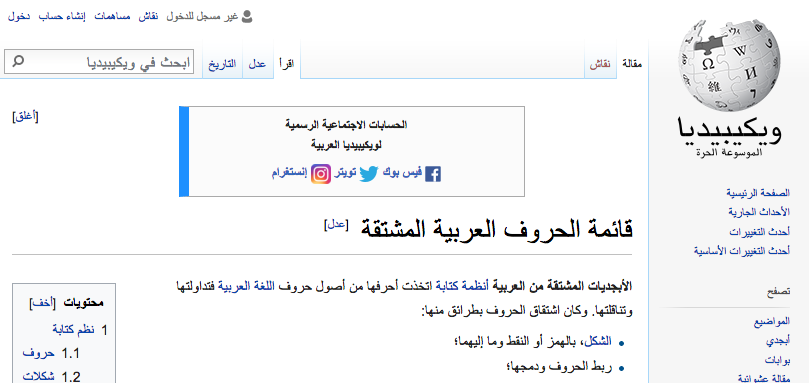 غير مسجل للدخول نقاش مساهمات إنشاء حساب دخول
مقالة نقاش اقرأ عدل التاريخ ابحث في ويكيبيديا
ويكيبيديا
الموسوعة الحرة
الصفحة الرئيسية
الأحداث الجارية
أحدث التغييرات
أحدث التغييرات الأساسية
تصفح
المواضيع
أبجدي
بوابات
مقالة عشوائية
[أغلق]
الحسابات الاجتماعية الرسمية
لويكيبيديا العربية
فيس بوك تويتر إنستغرام
قائمة الحروف العربية المشتقة [عدل]
الأبجديات المشتقة من العربية أنظمة كتابة اتخذت أحرفها من أصول حروف اللغة العربية فتداولتها
وتناقلتها. وكان اشتقاق الحروف بطرائق منها:
• الشكل، بالهمز أو النقط وما إليهما؛
• ربط الحروف ودمجها؛
محتويات [أخف]
1 نظم كتابة
1.1 حروف
1.2 شكلات